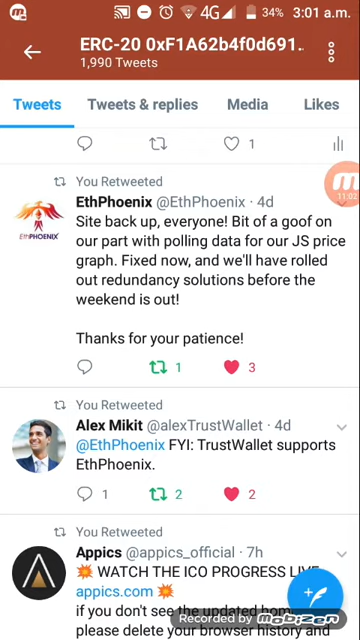 4G 34% 3:01 a.m.
ERC-20 0xF1A62b4f0d691..
1,990 Tweets
Tweets Tweets & replies Media Likes
1
You Retweeted
EthPhoenix @EthPhoenix · 4d
11:02
Site back up, everyone! Bit of a goof on
our part with polling data for our JS price
graph. Fixed now, and we'll have rolled
out redundancy solutions before the
weekend is out!
Thanks for your patience!
EthPHOENIX
1 3
You Retweeted
Alex Mikit @alexTrustWallet · 4d
@EthPhoenix FYI: TrustWallet supports
EthPhoenix.
1 2 2
You Retweeted
Appics @appics_official · 7h
💥 WATCH THE ICO PROGRESS LIVE
appics.com 💥
if you don't see the updated
Recorded by mobizen
please delete your browser history and